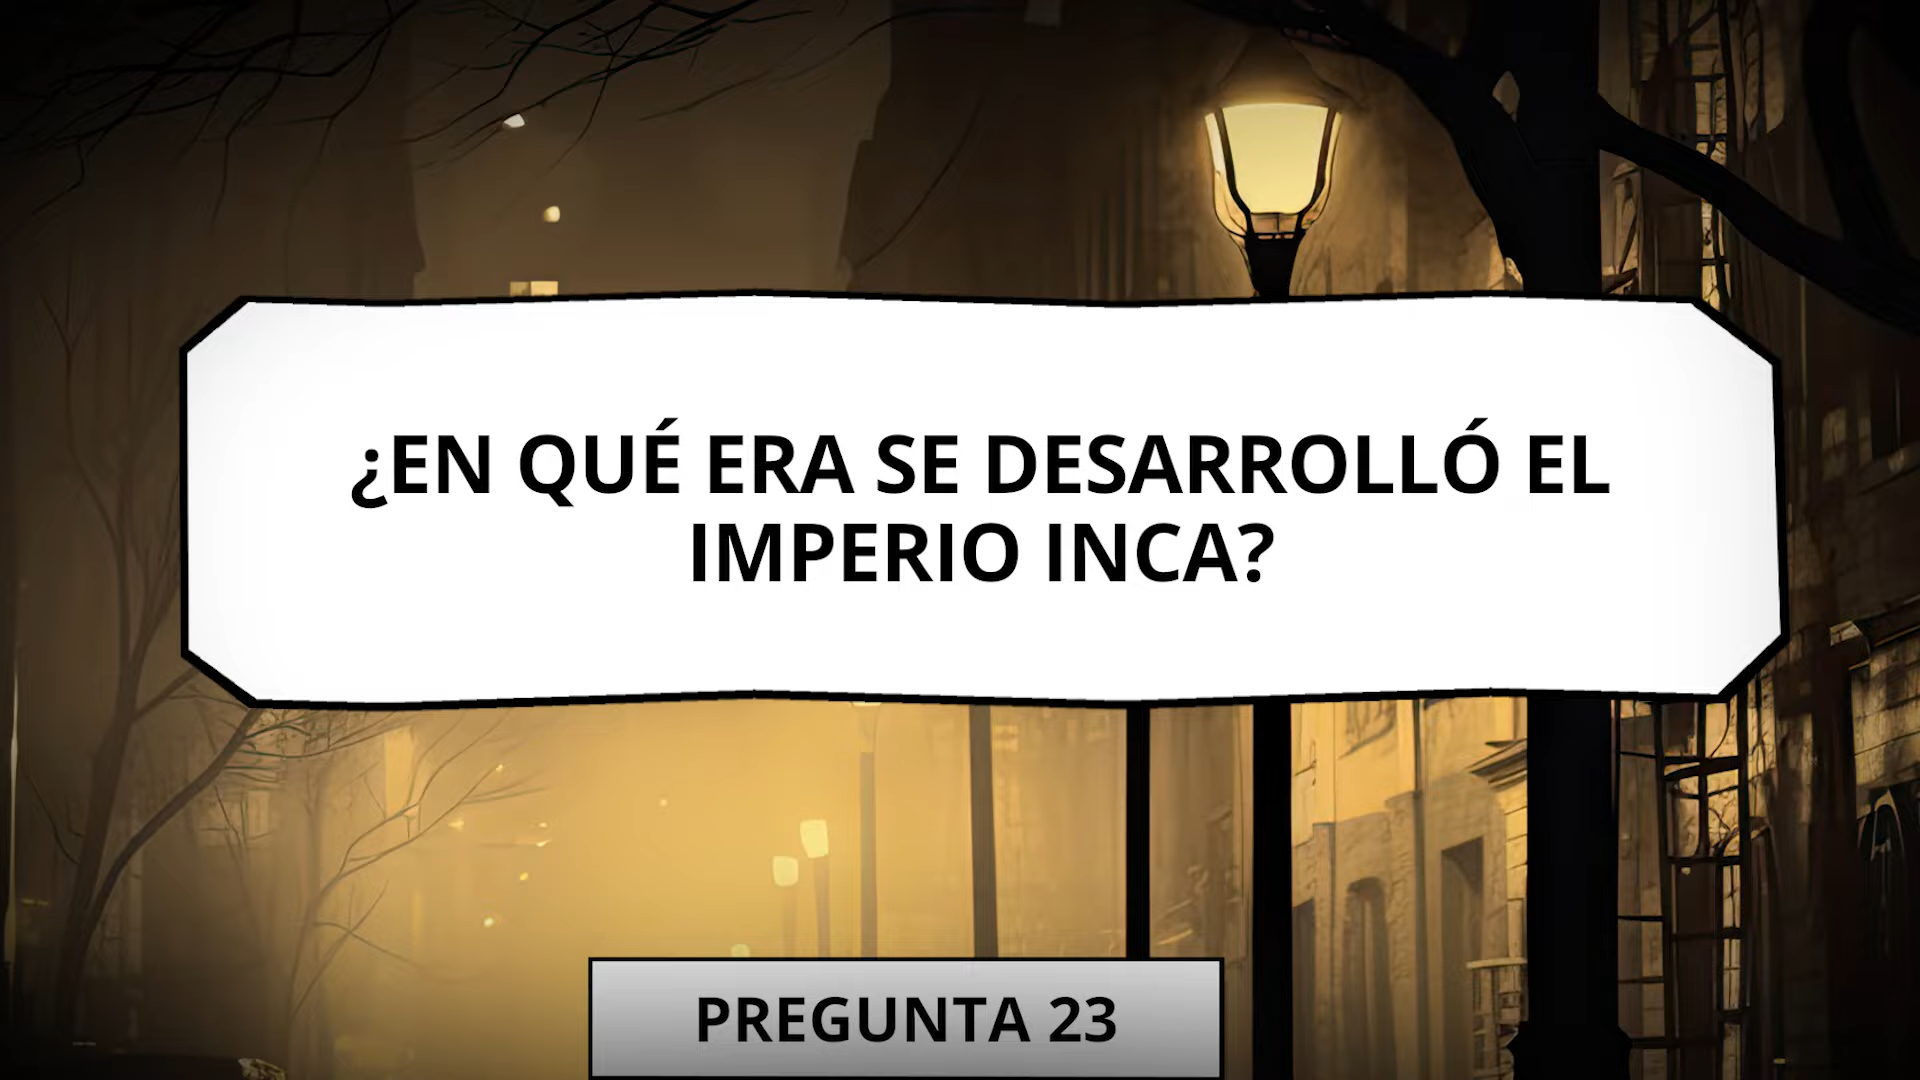 ¿EN QUÉ ERA SE DESARROLLÓ EL
IMPERIO INCA?
PREGUNTA 23